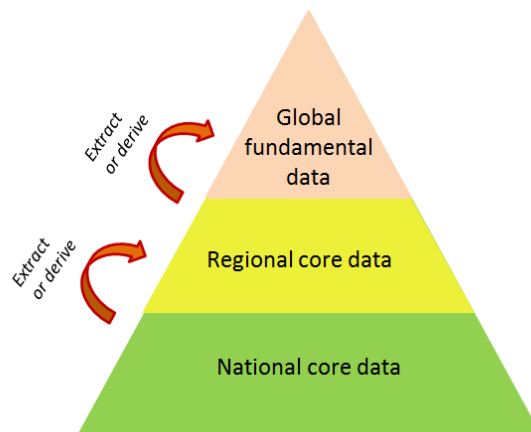 Extract
or derive
Global
fundamental
data
Extract
or derive
Regional core data
National core data